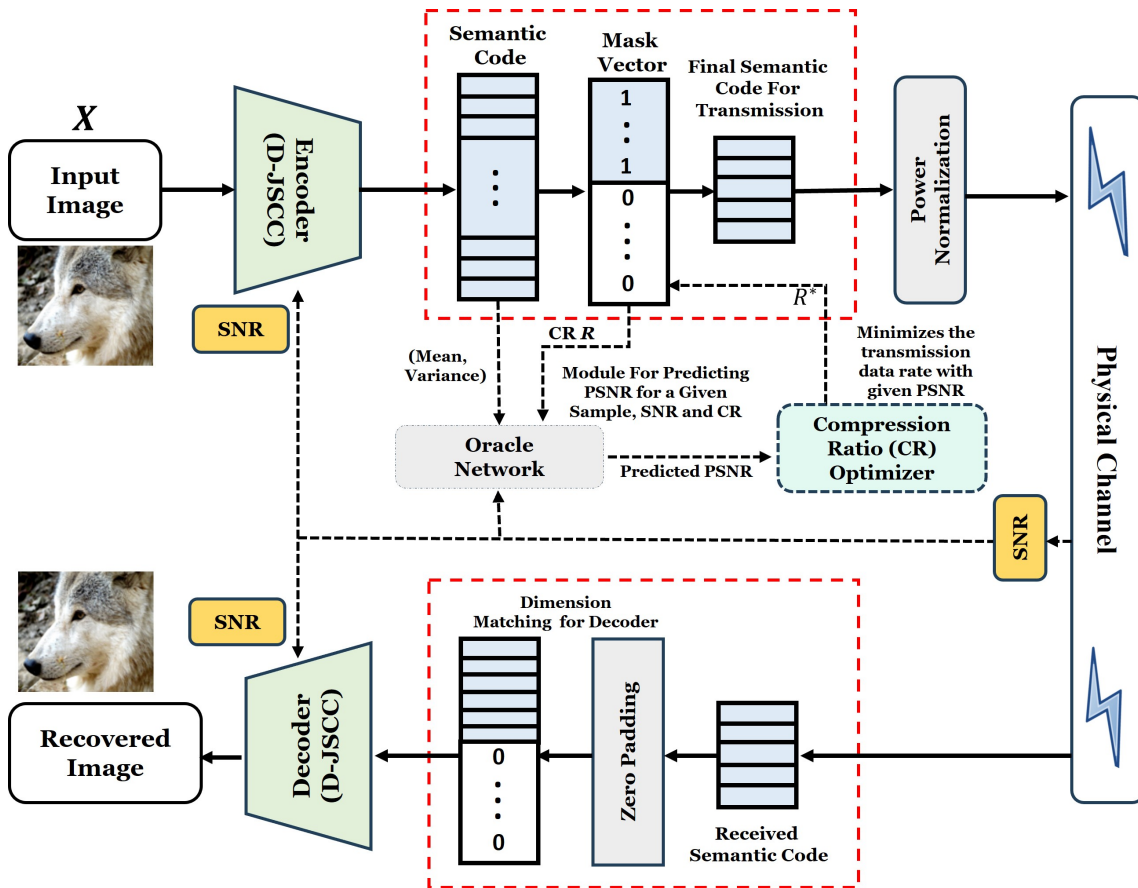 X
Input
Image
Encoder
(D-JSCC)
SNR
Semantic
Code
...
Mask
Vector
1
.
.
.
1
0
.
.
.
0
Final Semantic
Code For
Transmission
Power
Normalization
Physical Channel
R*
CR R
(Mean,
Variance)
Module For Predicting
PSNR for a Given
Sample, SNR and CR
Minimizes the
transmission
data rate with
given PSNR
Oracle
Network
Predicted PSNR
Compression
Ratio (CR)
Optimizer
SNR
SNR
Dimension
Matching for Decoder
0
.
.
.
0
Zero Padding
Received
Semantic Code
Decoder
(D-JSCC)
Recovered
Image